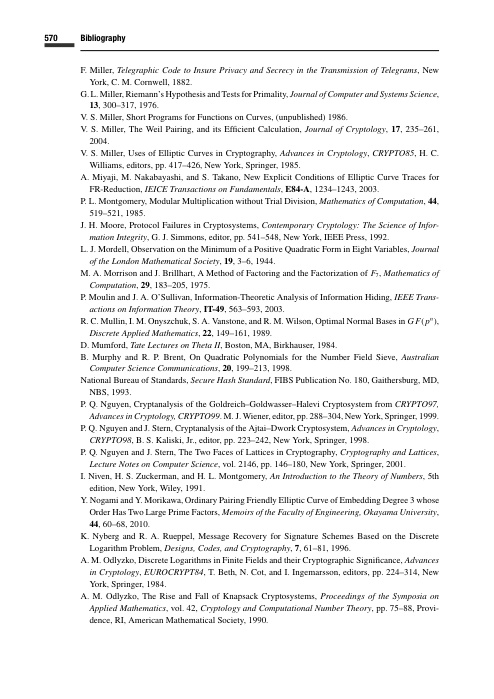 570 Bibliography
F. Miller, Telegraphic Code to Insure Privacy and Secrecy in the Transmission of Telegrams, New
York, C. M. Cornwell, 1882.
G. L. Miller, Riemann's Hypothesis and Tests for Primality, Journal of Computer and Systems Science,
13, 300–317, 1976.
V. S. Miller, Short Programs for Functions on Curves, (unpublished) 1986.
V. S. Miller, The Weil Pairing, and its Efficient Calculation, Journal of Cryptology, 17, 235–261,
2004.
V. S. Miller, Uses of Elliptic Curves in Cryptography, Advances in Cryptology, CRYPTO85, H. C.
Williams, editors, pp. 417–426, New York, Springer, 1985.
A. Miyaji, M. Nakabayashi, and S. Takano, New Explicit Conditions of Elliptic Curve Traces for
FR-Reduction, IEICE Transactions on Fundamentals, E84-A, 1234–1243, 2003.
P. L. Montgomery, Modular Multiplication without Trial Division, Mathematics of Computation, 44,
519–521, 1985.
J. H. Moore, Protocol Failures in Cryptosystems, Contemporary Cryptology: The Science of Infor-
mation Integrity, G. J. Simmons, editor, pp. 541–548, New York, IEEE Press, 1992.
L. J. Mordell, Observation on the Minimum of a Positive Quadratic Form in Eight Variables, Journal
of the London Mathematical Society, 19, 3–6, 1944.
M. A. Morrison and J. Brillhart, A Method of Factoring and the Factorization of F₇, Mathematics of
Computation, 29, 183–205, 1975.
P. Moulin and J. A. O'Sullivan, Information-Theoretic Analysis of Information Hiding, IEEE Trans-
actions on Information Theory, IT-49, 563–593, 2003.
R. C. Mullin, I. M. Onyszchuk, S. A. Vanstone, and R. M. Wilson, Optimal Normal Bases in GF(pⁿ),
Discrete Applied Mathematics, 22, 149–161, 1989.
D. Mumford, Tate Lectures on Theta II, Boston, MA, Birkhauser, 1984.
B. Murphy and R. P. Brent, On Quadratic Polynomials for the Number Field Sieve, Australian
Computer Science Communications, 20, 199–213, 1998.
National Bureau of Standards, Secure Hash Standard, FIBS Publication No. 180, Gaithersburg, MD,
NBS, 1993.
P. Q. Nguyen, Cryptanalysis of the Goldreich–Goldwasser–Halevi Cryptosystem from CRYPTO97,
Advances in Cryptology, CRYPTO99. M. J. Wiener, editor, pp. 288–304, New York, Springer, 1999.
P. Q. Nguyen and J. Stern, Cryptanalysis of the Ajtai–Dwork Cryptosystem, Advances in Cryptology,
CRYPTO98, B. S. Kaliski, Jr., editor, pp. 223–242, New York, Springer, 1998.
P. Q. Nguyen and J. Stern, The Two Faces of Lattices in Cryptography, Cryptography and Lattices,
Lecture Notes on Computer Science, vol. 2146, pp. 146–180, New York, Springer, 2001.
I. Niven, H. S. Zuckerman, and H. L. Montgomery, An Introduction to the Theory of Numbers, 5th
edition, New York, Wiley, 1991.
Y. Nogami and Y. Morikawa, Ordinary Pairing Friendly Elliptic Curve of Embedding Degree 3 whose
Order Has Two Large Prime Factors, Memoirs of the Faculty of Engineering, Okayama University,
44, 60–68, 2010.
K. Nyberg and R. A. Rueppel, Message Recovery for Signature Schemes Based on the Discrete
Logarithm Problem, Designs, Codes, and Cryptography, 7, 61–81, 1996.
A. M. Odlyzko, Discrete Logarithms in Finite Fields and their Cryptographic Significance, Advances
in Cryptology, EUROCRYPT84, T. Beth, N. Cot, and I. Ingemarsson, editors, pp. 224–314, New
York, Springer, 1984.
A. M. Odlyzko, The Rise and Fall of Knapsack Cryptosystems, Proceedings of the Symposia on
Applied Mathematics, vol. 42, Cryptology and Computational Number Theory, pp. 75–88, Provi-
dence, RI, American Mathematical Society, 1990.